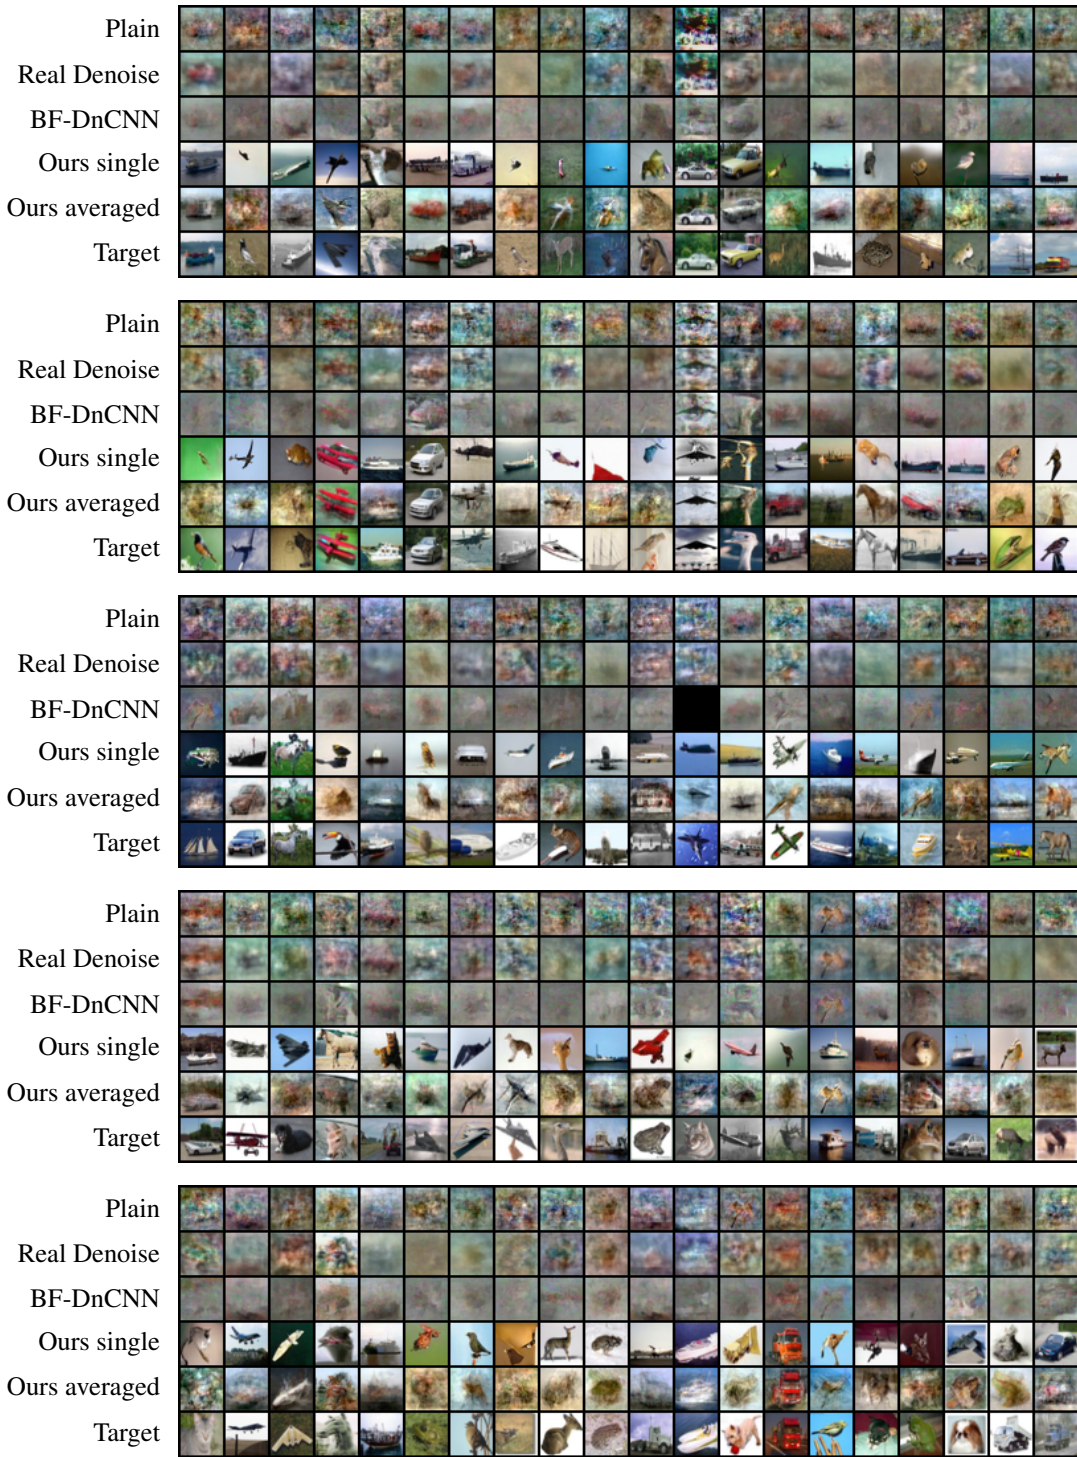 Plain
Real Denoise
BF-DnCNN
Ours single
Ours averaged
Target
Plain
Real Denoise
BF-DnCNN
Ours single
Ours averaged
Target
Plain
Real Denoise
BF-DnCNN
Ours single
Ours averaged
Target
Plain
Real Denoise
BF-DnCNN
Ours single
Ours averaged
Target
Plain
Real Denoise
BF-DnCNN
Ours single
Ours averaged
Target